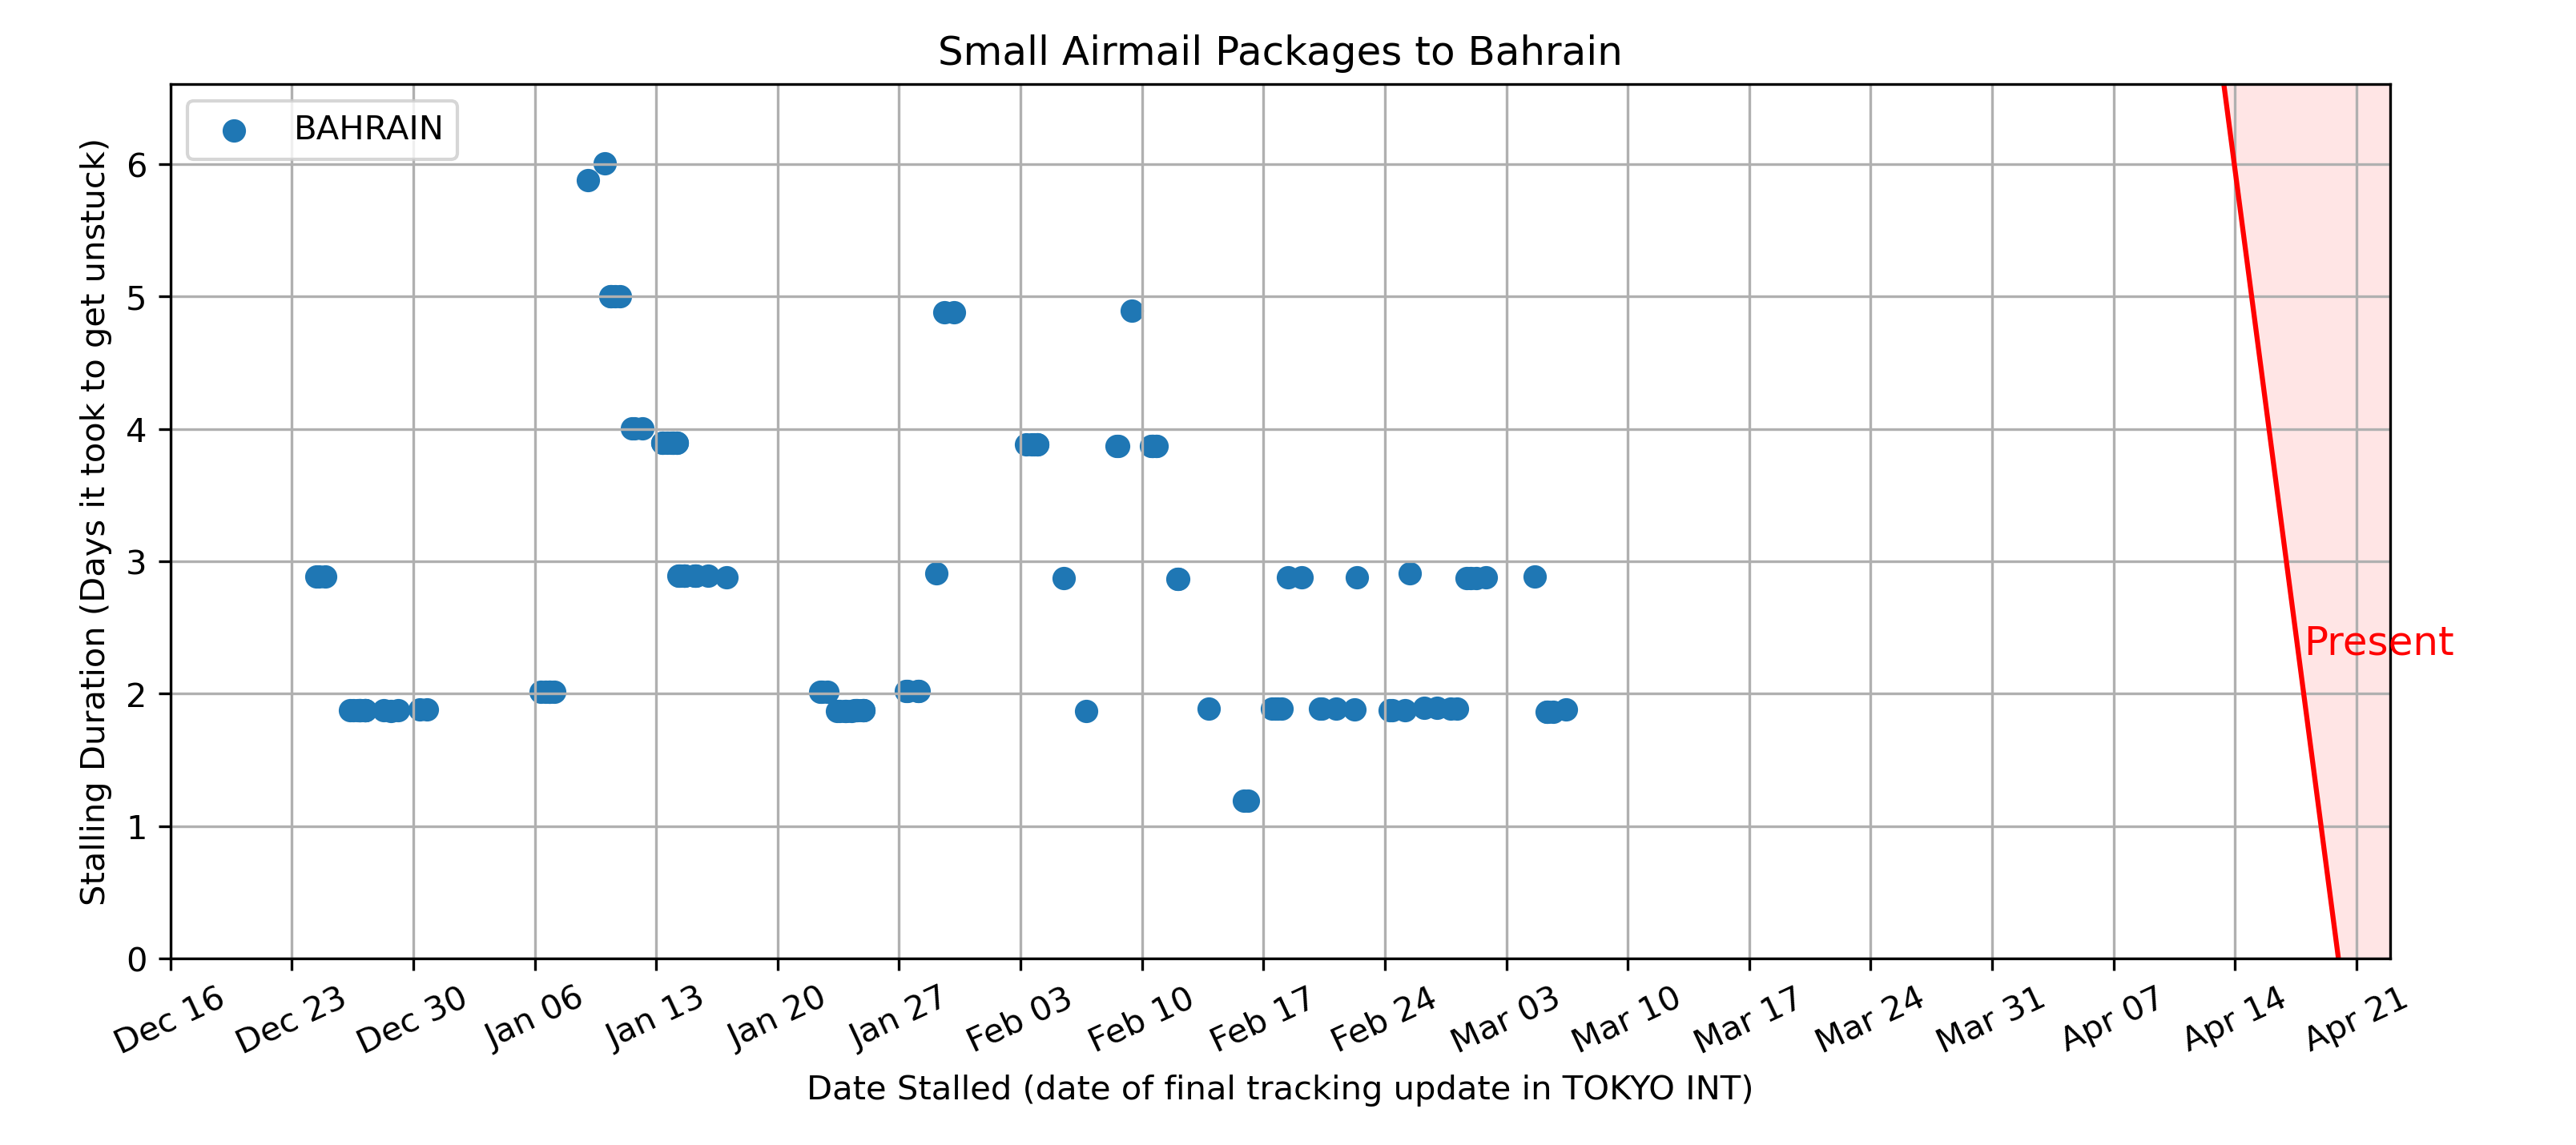 Small Airmail Packages to Bahrain
BAHRAIN
Stalling Duration (Days it took to get unstuck)
6
5
4
3
2
1
0
Present
Dec 16
Dec 23
Dec 30
Jan 06
Jan 13
Jan 20
Jan 27
Feb 03
Feb 10
Feb 17
Feb 24
Mar 03
Mar 10
Mar 17
Mar 24
Mar 31
Apr 07
Apr 14
Apr 21
Date Stalled (date of final tracking update in TOKYO INT)